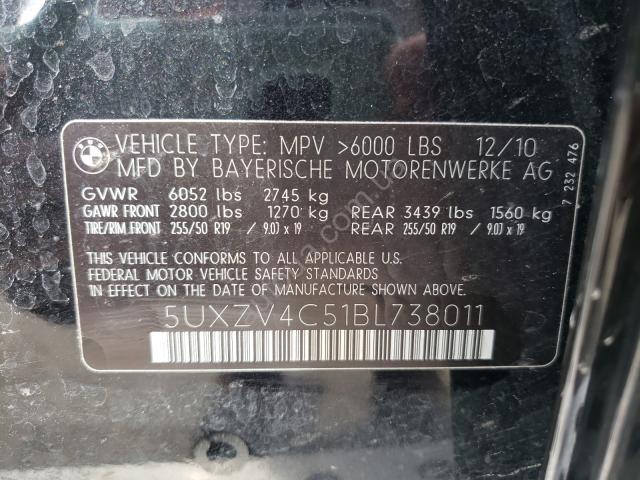 VEHICLE TYPE: MPV >6000 LBS 12/10
MFD BY BAYERISCHE MOTORENWERKE AG
GVWR 6052 lbs 2745 kg
GAWR FRONT 2800 lbs 1270 kg REAR 3439 lbs 1560 kg
TIRE/RIM FRONT 255/50 R19 / 9.0J x 19 REAR 255/50 R19 / 9.0J x 19
THIS VEHICLE CONFORMS TO ALL APPLICABLE U.S.
FEDERAL MOTOR VEHICLE SAFETY STANDARDS
IN EFFECT ON THE DATE OF MANUFACTURE SHOWN ABOVE.
5UXZV4C51BL738011
7 232 476